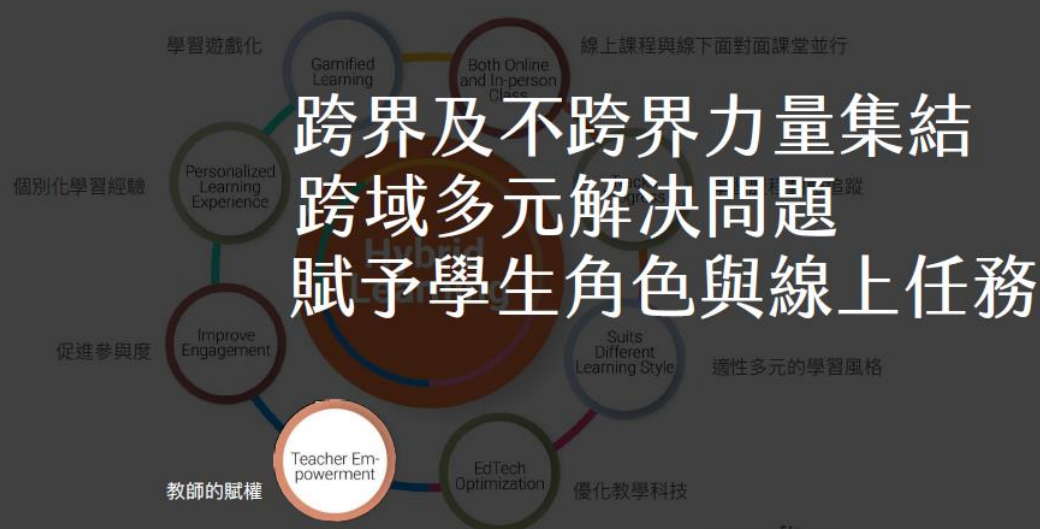 學習遊戲化
Gamified
Learning
Both Online
and In-person
Class
線上課程與線下面對面課堂並行
跨界及不跨界力量集結
跨域多元解決問題
賦予學生角色與線上任務
個別化學習經驗
Personalized
Learning
Experience
追蹤
Hybrid
Learning
促進參與度
Improve
Engagement
Suits
Different
Learning Style
適性多元的學習風格
教師的賦權
Teacher Em-
powerment
EdTech
Optimization
優化教學科技